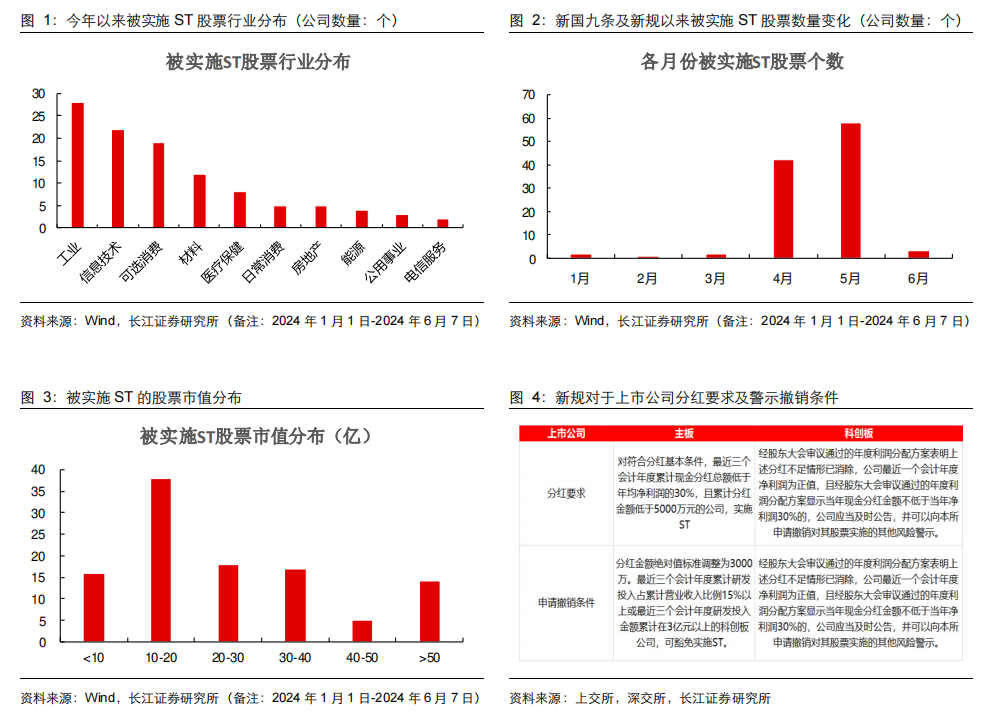 图 1：今年以来被实施 ST 股票行业分布（公司数量：个）
被实施ST股票行业分布
30
25
20
15
10
5
0
工业
信息技术
可选消费
材料
医疗保健
日常消费
房地产
能源
公用事业
电信服务
资料来源：Wind，长江证券研究所（备注：2024 年 1 月 1 日-2024 年 6 月 7 日）
图 2：新国九条及新规以来被实施 ST 股票数量变化（公司数量：个）
各月份被实施ST股票个数
70
60
50
40
30
20
10
0
1月
2月
3月
4月
5月
6月
资料来源：Wind，长江证券研究所（备注：2024 年 1 月 1 日-2024 年 6 月 7 日）
图 3：被实施 ST 的股票市值分布
被实施ST股票市值分布（亿）
40
35
30
25
20
15
10
5
0
<10
10-20
20-30
30-40
40-50
>50
资料来源：Wind，长江证券研究所（备注：2024 年 1 月 1 日-2024 年 6 月 7 日）
图 4：新规对于上市公司分红要求及警示撤销条件
上市公司
主板
科创板
分红要求
对符合分红基本条件，最近三个
会计年度累计现金分红总额低于
年均净利润的30%，且累计分红
金额低于5000万元的公司，实施
ST
经股东大会审议通过的年度利润分配方案表明上
述分红不足情形已消除，公司最近一个会计年度
净利润为正值，且经股东大会审议通过的年度利
润分配方案显示当年现金分红金额不低于当年净
利润30%的，公司应当及时公告，并可以向本所
申请撤销对其股票实施的其他风险警示。
申请撤销条件
分红金额绝对值标准调整为3000
万。最近三个会计年度累计研发
投入占累计营业收入比例15%以
上或最近三个会计年度研发投入
金额累计在3亿元以上的科创板
公司，可豁免实施ST。
经股东大会审议通过的年度利润分配方案表明上
述分红不足情形已消除，公司最近一个会计年度
净利润为正值，且经股东大会审议通过的年度利
润分配方案显示当年现金分红金额不低于当年净
利润30%的，公司应当及时公告，并可以向本所
申请撤销对其股票实施的其他风险警示。
资料来源：上交所，深交所，长江证券研究所